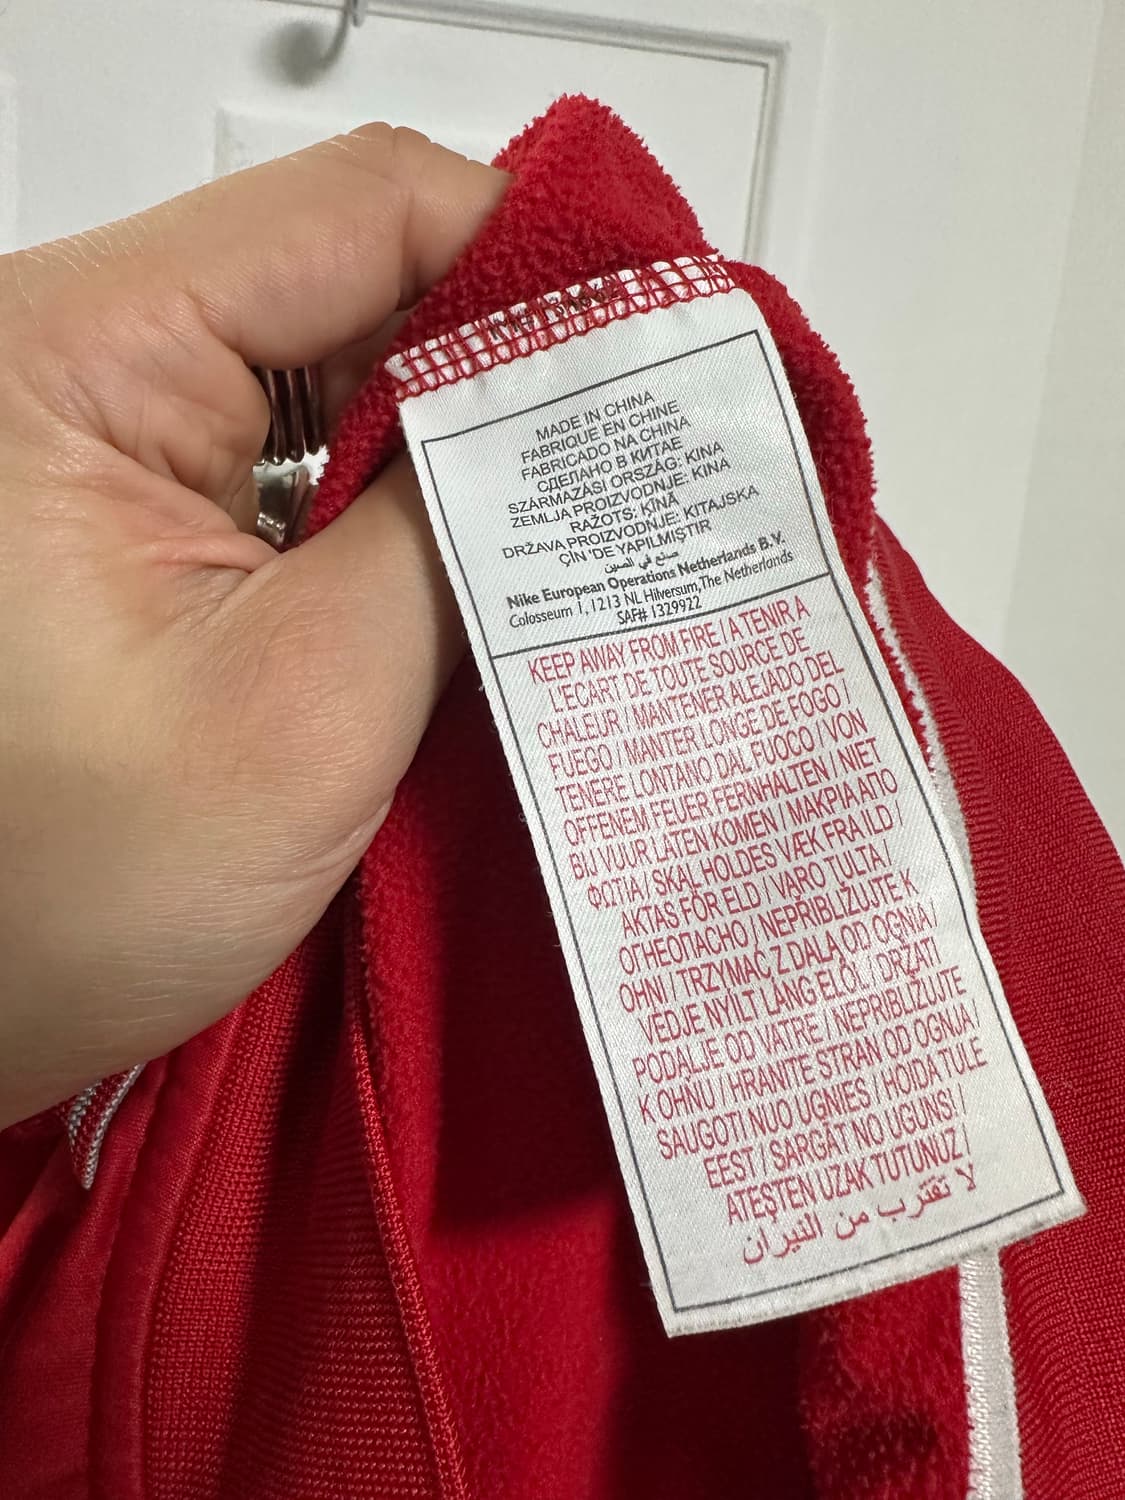 MADE IN CHINA
FABRIQUE EN CHINE
FABRICADO NA CHINA
СДЕЛАНО В КИТАЕ
SZÁRMAZÁSI ORSZÁG: KINA
ZEMLJA PROIZVODNJE: KINA
RAŽOTS: ĶĪNĀ
DRŽAVA PROIZVODNJE: KITAJSKA
ÇİN 'DE YAPILMIŞTIR
صنع في الصين
Nike European Operations Netherlands B.V.
Colosseum 1, 1213 NL Hilversum,The Netherlands
SAF# 1329922
KEEP AWAY FROM FIRE / A TENIR A
L'ECART DE TOUTE SOURCE DE
CHALEUR / MANTENER ALEJADO DEL
FUEGO / MANTER LONGE DE FOGO /
TENERE LONTANO DAL FUOCO / VON
OFFENEM FEUER FERNHALTEN / NIET
BIJ VUUR LATEN KOMEN / ΜΑΚΡΙΑ ΑΠΟ
ΦΩΤΙΑ / SKAL HOLDES VÆK FRA ILD /
AKTAS FÖR ELD / VARO TULTA /
ОГНЕОПАСНО / NEPŘIBLIŽUJTE K
OHNI / TRZYMAĆ Z DALA OD OGNIA /
VEDJE NYÍLT LÁNG ELŐL / DRŽATI
PODALJE OD VATRE / NEPRIBLIŽUJTE
K OHŇU / HRANITE STRAN OD OGNJA /
SAUGOTI NUO UGNIES / HOIDA TULE
EEST / SARGĀT NO UGUNS! /
ATEŞTEN UZAK TUTUNUZ /
لا تقترب من النيران